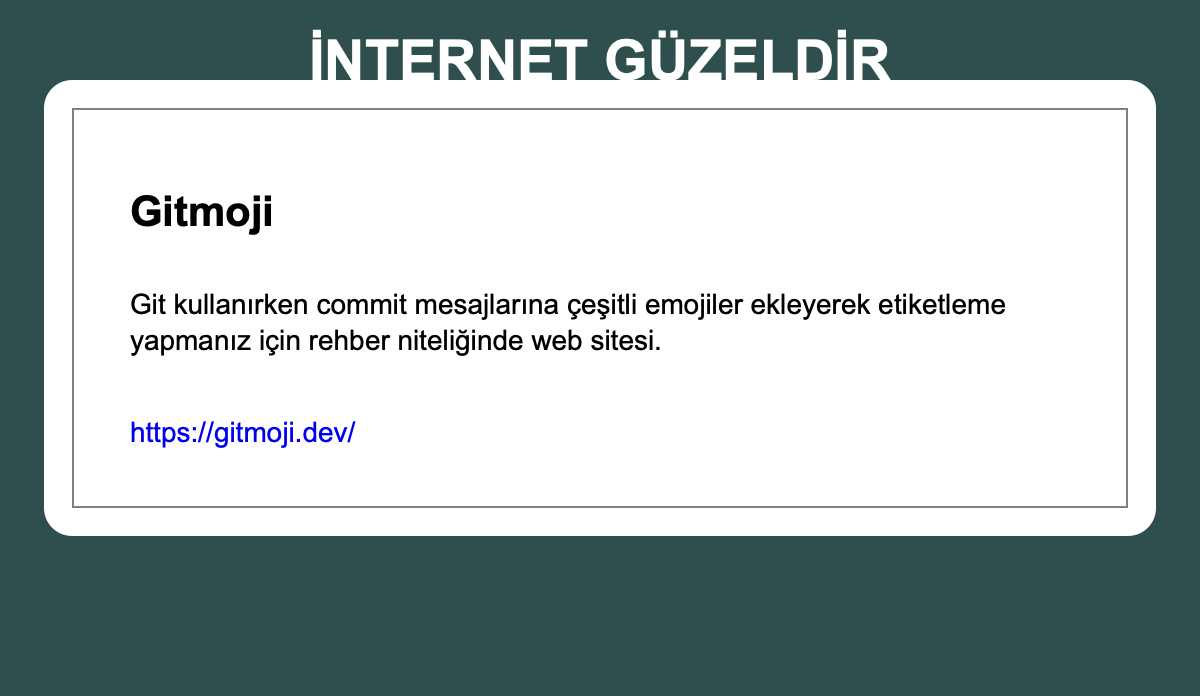 İNTERNET GÜZELDİR
Gitmoji
Git kullanırken commit mesajlarına çeşitli emojiler ekleyerek etiketleme
yapmanız için rehber niteliğinde web sitesi.
https://gitmoji.dev/